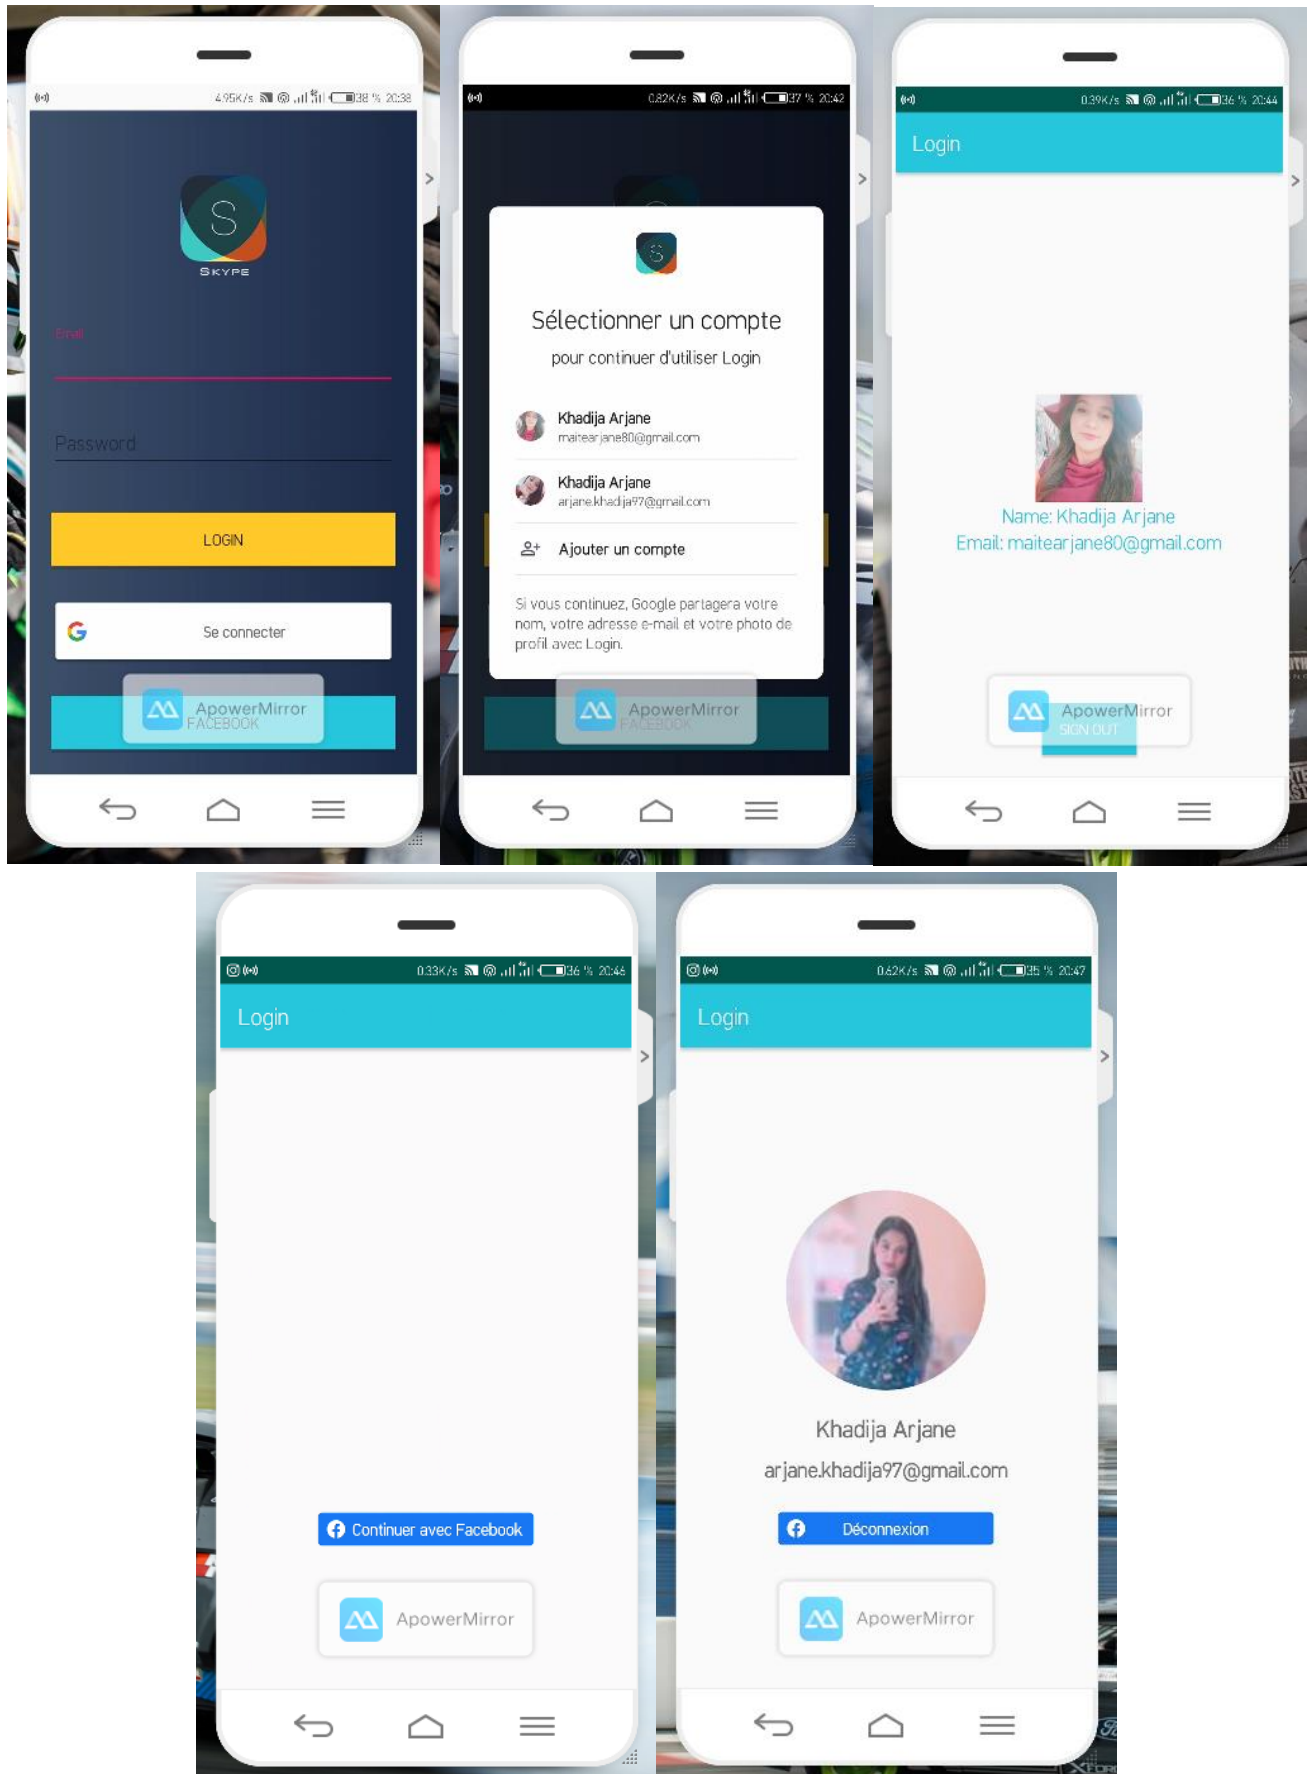 4.95K/s 38 % 20:38
S
SKYPE
Email
Password
LOGIN
Se connecter
ApowerMirror
FACEBOOK
0.82K/s 37 % 20:42
S
Sélectionner un compte
pour continuer d'utiliser Login
Khadija Arjane
maitearjane80@gmail.com
Khadija Arjane
arjane.khadija97@gmail.com
Ajouter un compte
Si vous continuez, Google partagera votre
nom, votre adresse e-mail et votre photo de
profil avec Login.
ApowerMirror
FACEBOOK
0.39K/s 36 % 20:44
Login
Name: Khadija Arjane
Email: maitearjane80@gmail.com
ApowerMirror
SIGN OUT
0.33K/s 36 % 20:46
Login
Continuer avec Facebook
ApowerMirror
0.62K/s 35 % 20:47
Login
Khadija Arjane
arjane.khadija97@gmail.com
Déconnexion
ApowerMirror